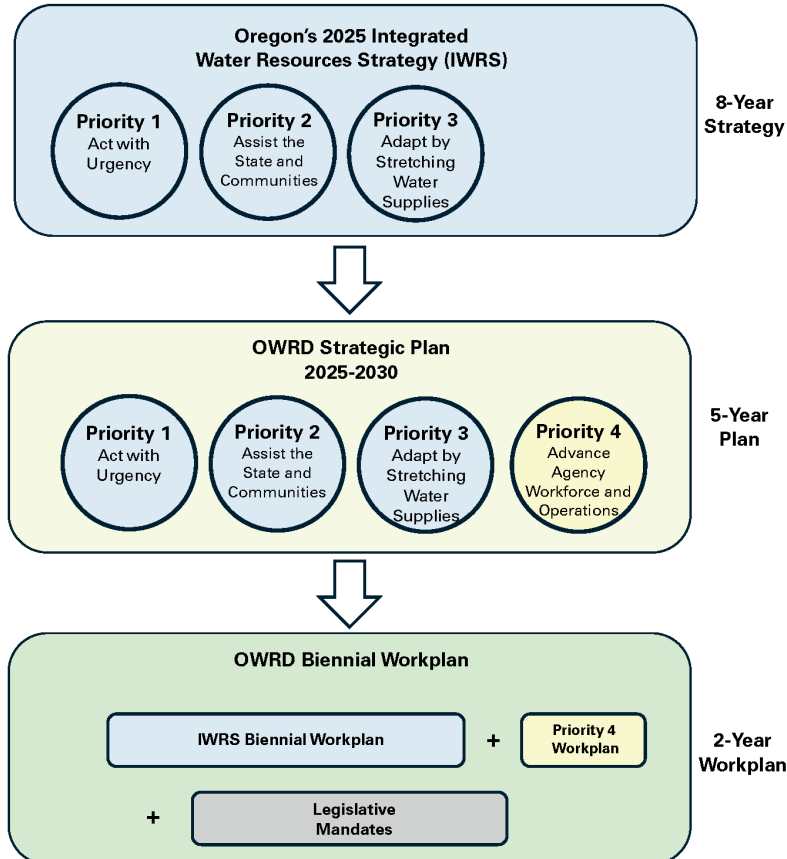 Oregon's 2025 Integrated
Water Resources Strategy (IWRS)
Priority 1
Act with
Urgency
Priority 2
Assist the
State and
Communities
Priority 3
Adapt by
Stretching
Water
Supplies
8-Year
Strategy
OWRD Strategic Plan
2025-2030
Priority 1
Act with
Urgency
Priority 2
Assist the
State and
Communities
Priority 3
Adapt by
Stretching
Water
Supplies
Priority 4
Advance
Agency
Workforce and
Operations
5-Year
Plan
OWRD Biennial Workplan
IWRS Biennial Workplan
+
Priority 4
Workplan
+
Legislative
Mandates
2-Year
Workplan